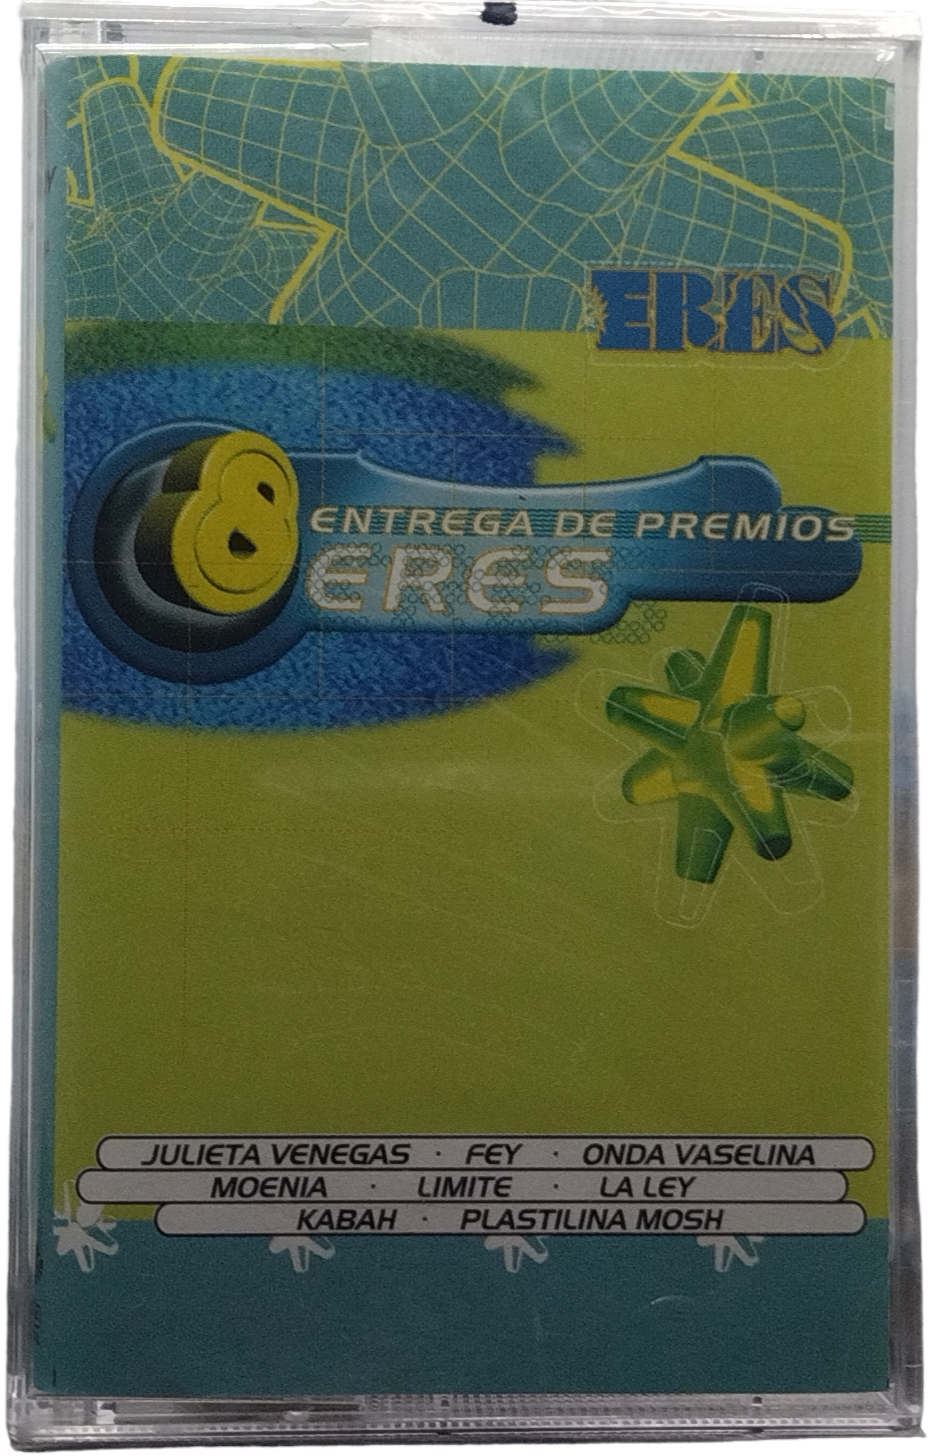 ERES
8
ENTREGA DE PREMIOS
ERES
JULIETA VENEGAS · FEY · ONDA VASELINA
MOENIA · LIMITE · LA LEY
KABAH · PLASTILINA MOSH